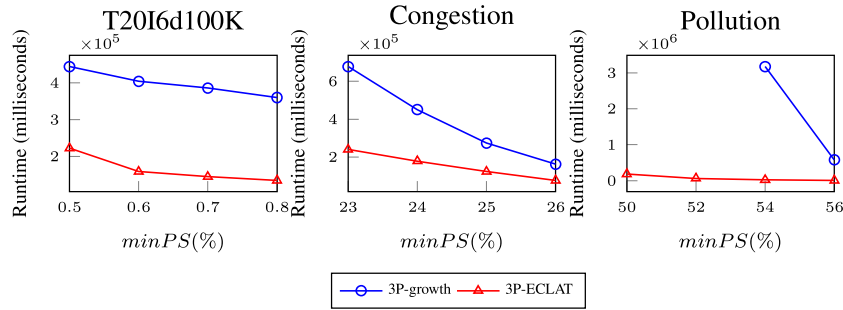 T20I6d100K
Runtime (milliseconds)
×10^5
4
3
2
0.5 0.6 0.7 0.8
minPS(%)
Congestion
Runtime (milliseconds)
×10^5
6
4
2
23 24 25 26
minPS(%)
Pollution
Runtime (milliseconds)
×10^6
3
2
1
0
50 52 54 56
minPS(%)
3P-growth 3P-ECLAT